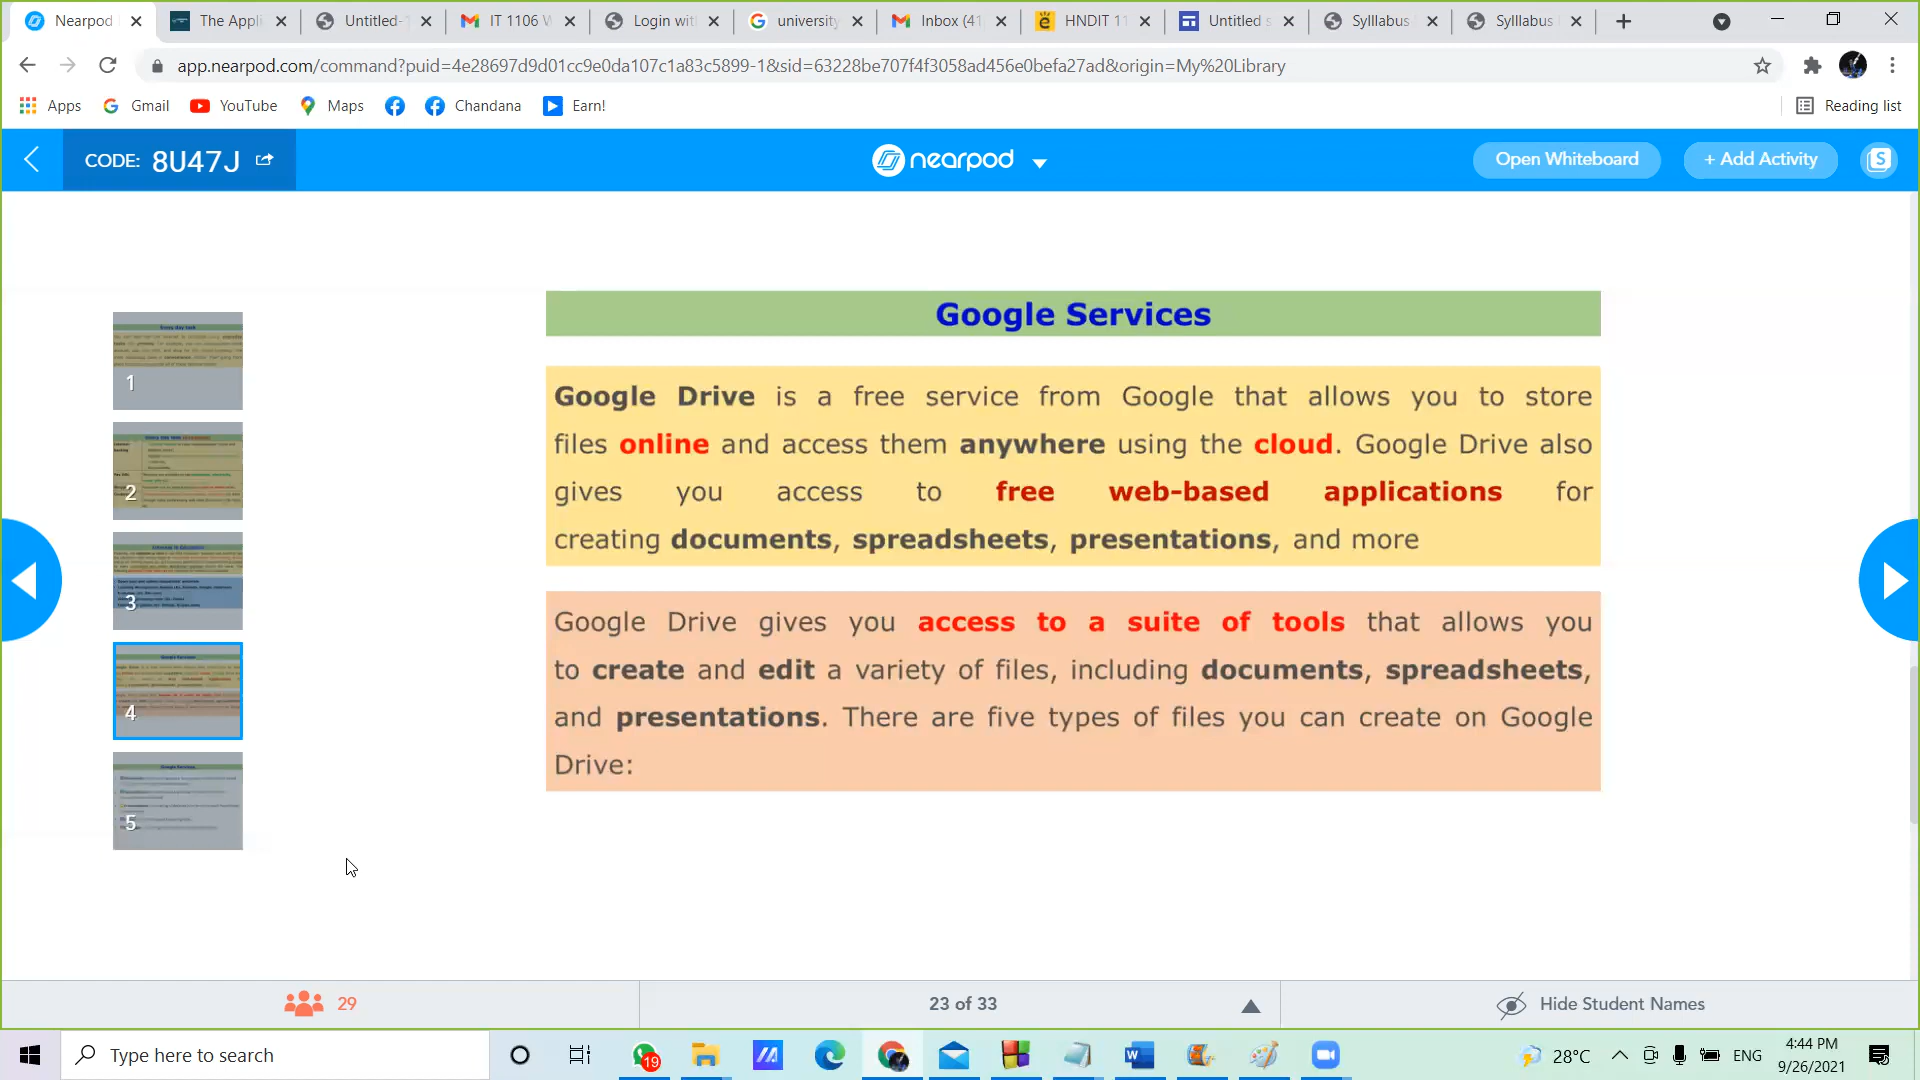 Nearpod
The Appli
Untitled-
IT 1106 W
Login wit
university
Inbox (41
HNDIT 11
Untitled s
Sylllabus
Sylllabus
app.nearpod.com/command?puid=4e28697d9d01cc9e0da107c1a83c5899-1&sid=63228be707f4f3058ad456e0befa27ad&origin=My%20Library
Apps Gmail YouTube Maps Chandana Earn! Reading list
CODE: 8U47J nearpod Open Whiteboard + Add Activity S
Google Services
Google Drive is a free service from Google that allows you to store
files online and access them anywhere using the cloud. Google Drive also
gives you access to free web-based applications for
creating documents, spreadsheets, presentations, and more
Google Drive gives you access to a suite of tools that allows you
to create and edit a variety of files, including documents, spreadsheets,
and presentations. There are five types of files you can create on Google
Drive:
1
2
3
4
5
29 23 of 33 Hide Student Names
Type here to search
19
28°C ENG
4:44 PM
9/26/2021